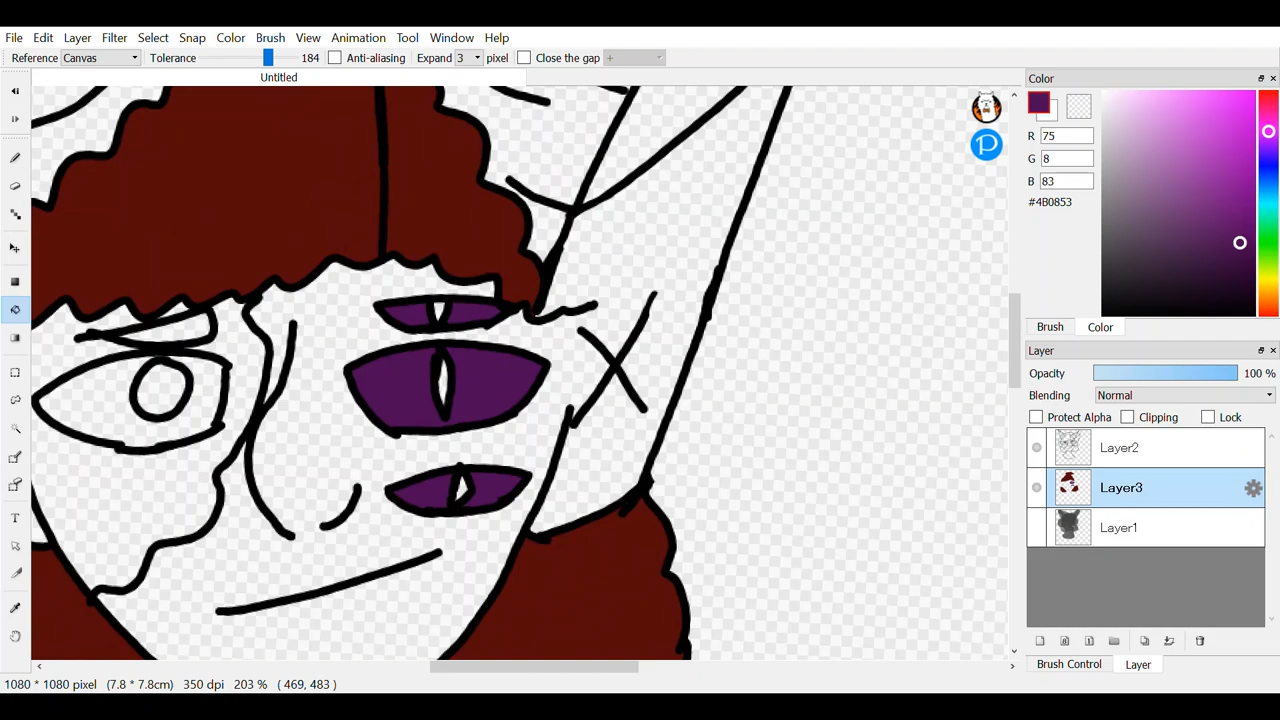 File Edit Layer Filter Select Snap Color Brush View Animation Tool Window Help
Reference Canvas Tolerance 184 Anti-aliasing Expand 3 pixel Close the gap +
Untitled
Color
R 75
G 8
B 83
#4B0853
Brush Color
Layer
Opacity 100 %
Blending Normal
Protect Alpha Clipping Lock
Layer2
Layer3
Layer1
Brush Control Layer
1080 * 1080 pixel (7.8 * 7.8cm) 350 dpi 203 % ( 469, 483 )
P
T